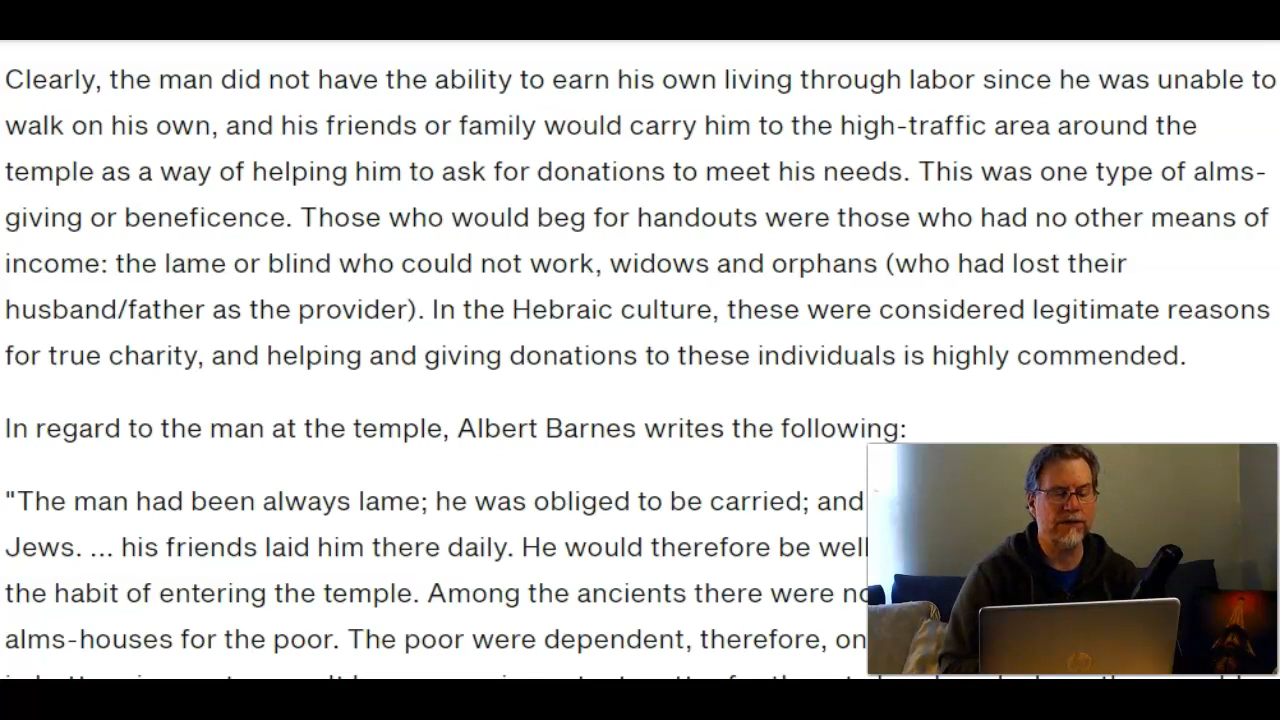 Clearly, the man did not have the ability to earn his own living through labor since he was unable to
walk on his own, and his friends or family would carry him to the high-traffic area around the
temple as a way of helping him to ask for donations to meet his needs. This was one type of alms-
giving or beneficence. Those who would beg for handouts were those who had no other means of
income: the lame or blind who could not work, widows and orphans (who had lost their
husband/father as the provider). In the Hebraic culture, these were considered legitimate reasons
for true charity, and helping and giving donations to these individuals is highly commended.
In regard to the man at the temple, Albert Barnes writes the following:
"The man had been always lame; he was obliged to be carried; and
Jews. ... his friends laid him there daily. He would therefore be well
the habit of entering the temple. Among the ancients there were no
alms-houses for the poor. The poor were dependent, therefore, on